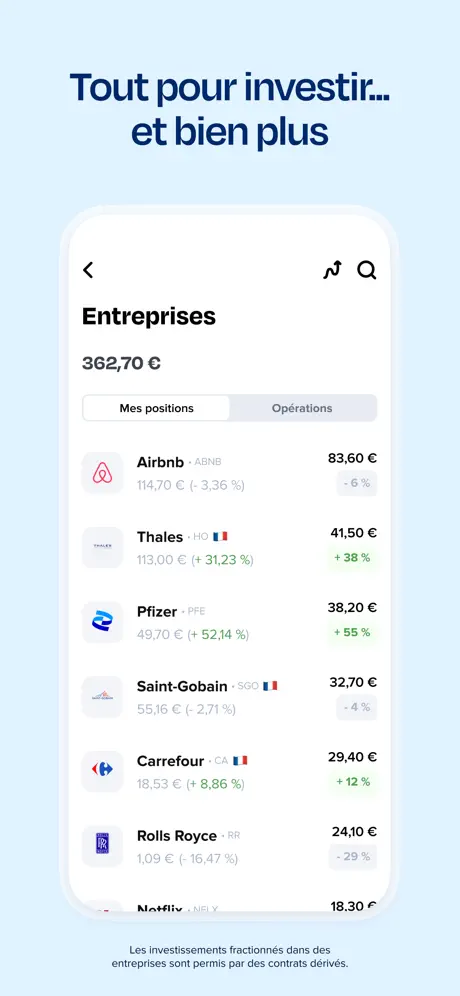 Tout pour investir...
et bien plus
Entreprises
362,70 €
Mes positions Opérations
Airbnb • ABNB 83,60 €
114,70 € (- 3,36 %) - 6 %
Thales • HO 41,50 €
THALES
113,00 € (+ 31,23 %) + 38 %
Pfizer • PFE 38,20 €
49,70 € (+ 52,14 %) + 55 %
Saint-Gobain • SGO 32,70 €
SAINT-GOBAIN
55,16 € (- 2,71 %) - 4 %
Carrefour • CA 29,40 €
18,53 € (+ 8,86 %) + 12 %
Rolls Royce • RR 24,10 €
1,09 € (- 16,47 %) - 29 %
Netflix • NFLX 18,30 €
Les investissements fractionnés dans des
entreprises sont permis par des contrats dérivés.